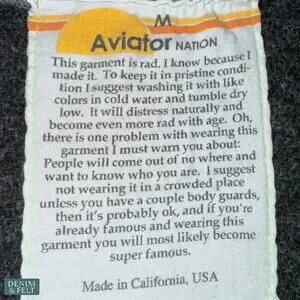 M
Aviator NATION
This garment is rad. I know because I
made it. To keep it in pristine condi-
tion I suggest washing it with like
colors in cold water and tumble dry
low. It will distress naturally and
become even more rad with age. Oh,
there is one problem with wearing this
garment I must warn you about:
People will come out of no where and
want to know who you are. I suggest
not wearing it in a crowded place
unless you have a couple body guards,
then it's probably ok, and if you're
already famous and wearing this
garment you will most likely become
super famous.
Made in California, USA
DENIM
& FELT